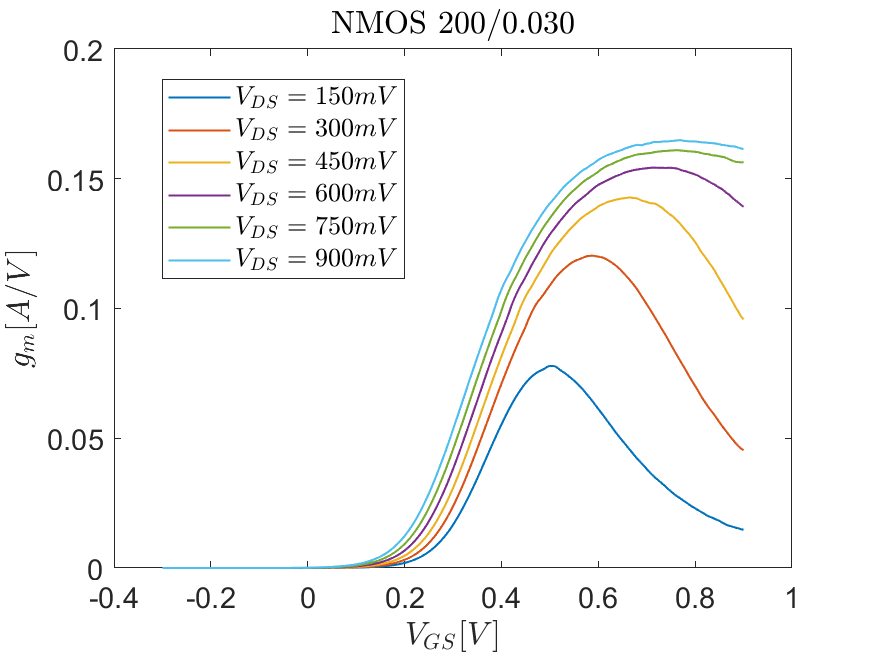 NMOS 200/0.030
0.2
0.15
0.1
0.05
0
g_m[A/V]
V_DS = 150mV
V_DS = 300mV
V_DS = 450mV
V_DS = 600mV
V_DS = 750mV
V_DS = 900mV
-0.4 -0.2 0 0.2 0.4 0.6 0.8 1
V_GS[V]